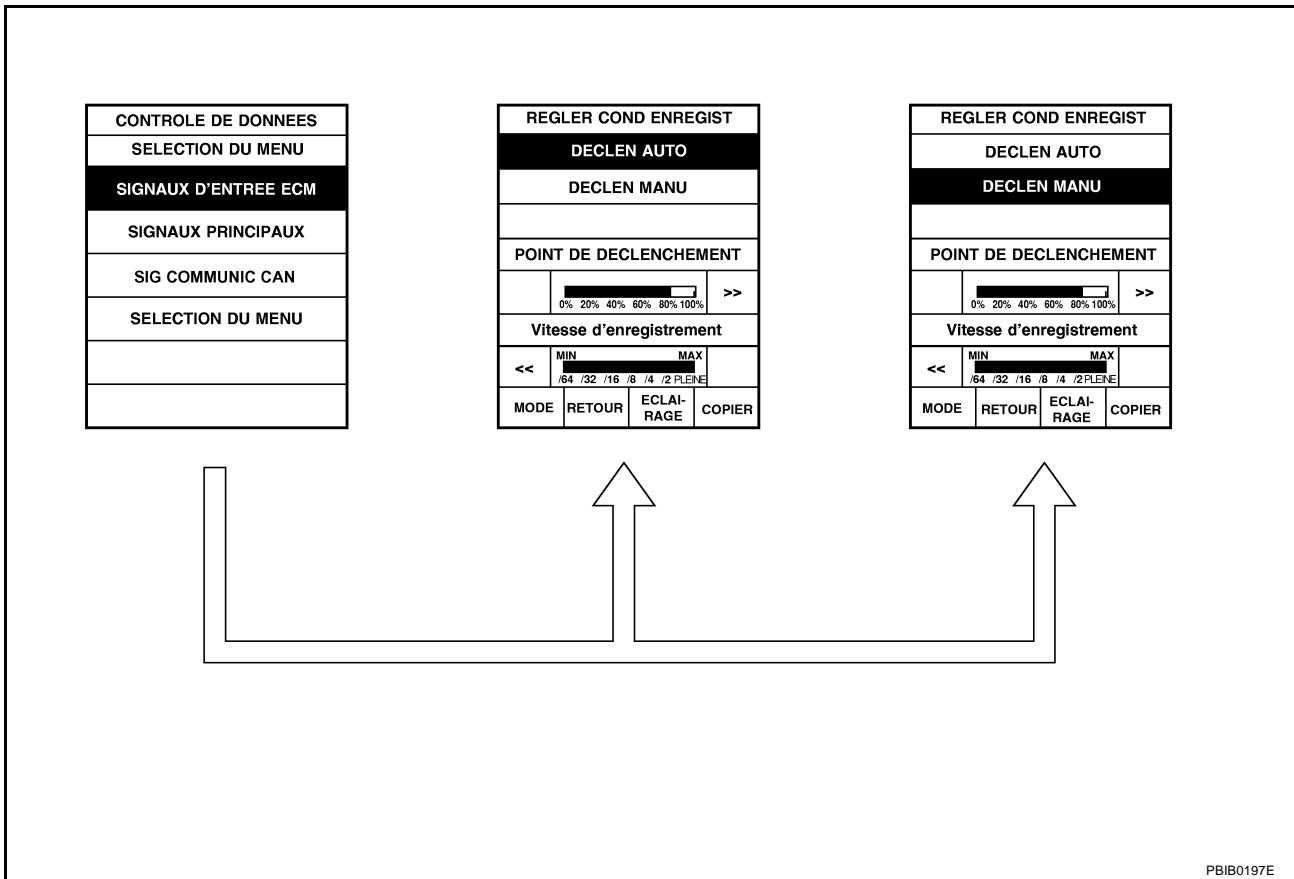 CONTROLE DE DONNEES
SELECTION DU MENU
SIGNAUX D'ENTREE ECM
SIGNAUX PRINCIPAUX
SIG COMMUNIC CAN
SELECTION DU MENU
REGLER COND ENREGIST
DECLEN AUTO
DECLEN MANU
POINT DE DECLENCHEMENT
>>
0% 20% 40% 60% 80% 100%
Vitesse d'enregistrement
MIN MAX
<<
/64 /32 /16 /8 /4 /2 PLEINE
MODE RETOUR ECLAI-
RAGE COPIER
REGLER COND ENREGIST
DECLEN AUTO
DECLEN MANU
POINT DE DECLENCHEMENT
>>
0% 20% 40% 60% 80% 100%
Vitesse d'enregistrement
MIN MAX
<<
/64 /32 /16 /8 /4 /2 PLEINE
MODE RETOUR ECLAI-
RAGE COPIER
PBIB0197E